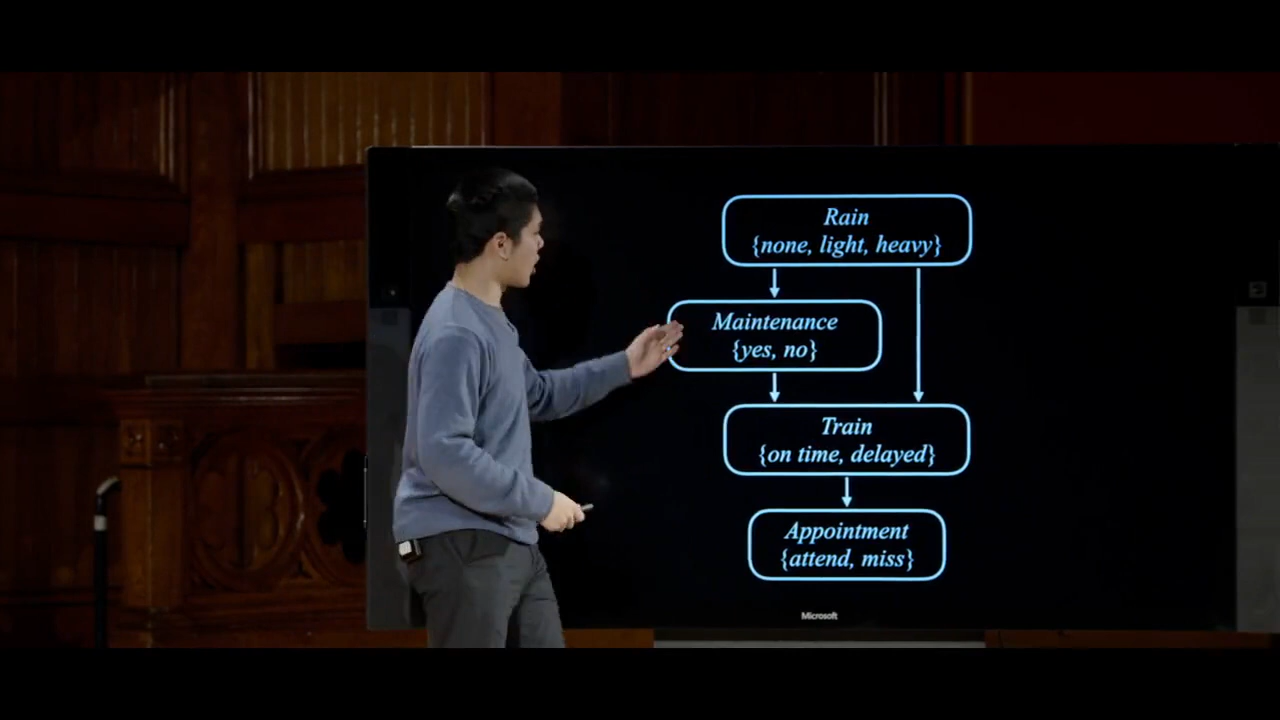 Rain
{none, light, heavy}
Maintenance
{yes, no}
Train
{on time, delayed}
Appointment
{attend, miss}
Microsoft